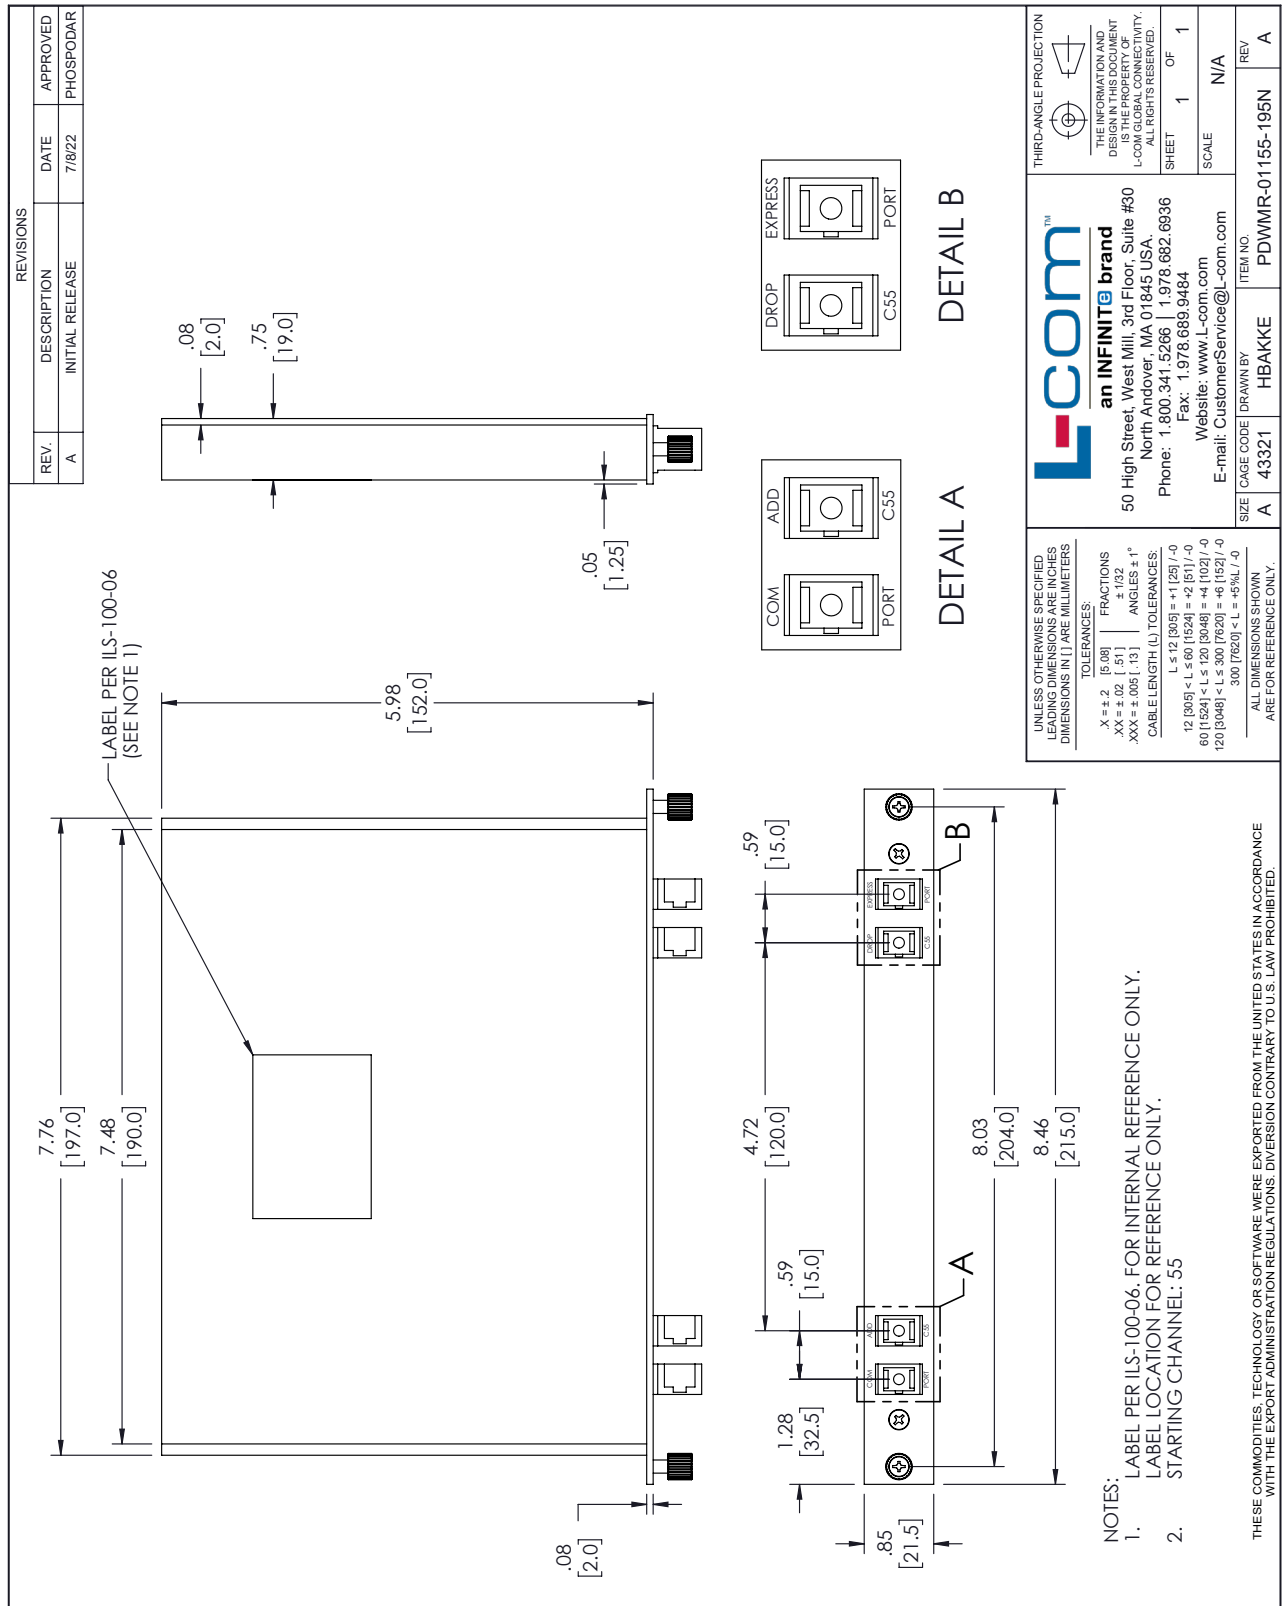 REVISIONS
REV. DESCRIPTION DATE APPROVED
A INITIAL RELEASE 7/8/22 PHOSPODAR
7.76
[197.0]
7.48
[190.0]
LABEL PER ILS-100-06
(SEE NOTE 1)
5.98
[152.0]
.08
[2.0]
.08
[2.0]
.75
[19.0]
.05
[1.25]
1.28
[32.5]
.59
[15.0]
4.72
[120.0]
.59
[15.0]
.85
[21.5]
COM ADD
PORT C55
A
DROP EXPRESS
C55 PORT
B
8.03
[204.0]
8.46
[215.0]
COM ADD
PORT C55
DETAIL A
DROP EXPRESS
C55 PORT
DETAIL B
NOTES:
1. LABEL PER ILS-100-06. FOR INTERNAL REFERENCE ONLY.
LABEL LOCATION FOR REFERENCE ONLY.
2. STARTING CHANNEL: 55
THESE COMMODITIES, TECHNOLOGY OR SOFTWARE WERE EXPORTED FROM THE UNITED STATES IN ACCORDANCE
WITH THE EXPORT ADMINISTRATION REGULATIONS. DIVERSION CONTRARY TO U.S. LAW PROHIBITED.
UNLESS OTHERWISE SPECIFIED
LEADING DIMENSIONS ARE INCHES
DIMENSIONS IN [ ] ARE MILLIMETERS
TOLERANCES:
.X = ± .2 [5.08] FRACTIONS
.XX = ± .02 [ .51] ± 1/32
.XXX = ± .005 [ .13] ANGLES ± 1°
CABLE LENGTH (L) TOLERANCES:
L ≤ 12 [305] = +1 [25] / -0
12 [305] < L ≤ 60 [1524] = +2 [51] / -0
60 [1524] < L ≤ 120 [3048] = +4 [102] / -0
120 [3048] < L ≤ 300 [7620] = +6 [152] / -0
300 [7620] < L = +5%L / -0
ALL DIMENSIONS SHOWN
ARE FOR REFERENCE ONLY.
L-com™
an INFINITe brand
50 High Street, West Mill, 3rd Floor, Suite #30
North Andover, MA 01845 USA.
Phone: 1.800.341.5266 | 1.978.682.6936
Fax: 1.978.689.9484
Website: www.L-com.com
E-mail: CustomerService@L-com.com
THIRD-ANGLE PROJECTION
THE INFORMATION AND
DESIGN IN THIS DOCUMENT
IS THE PROPERTY OF
L-COM GLOBAL CONNECTIVITY.
ALL RIGHTS RESERVED.
SHEET 1 OF 1
SCALE N/A
SIZE A
CAGE CODE 43321
DRAWN BY HBAKKE
ITEM NO. PDWMR-01155-195N
REV A